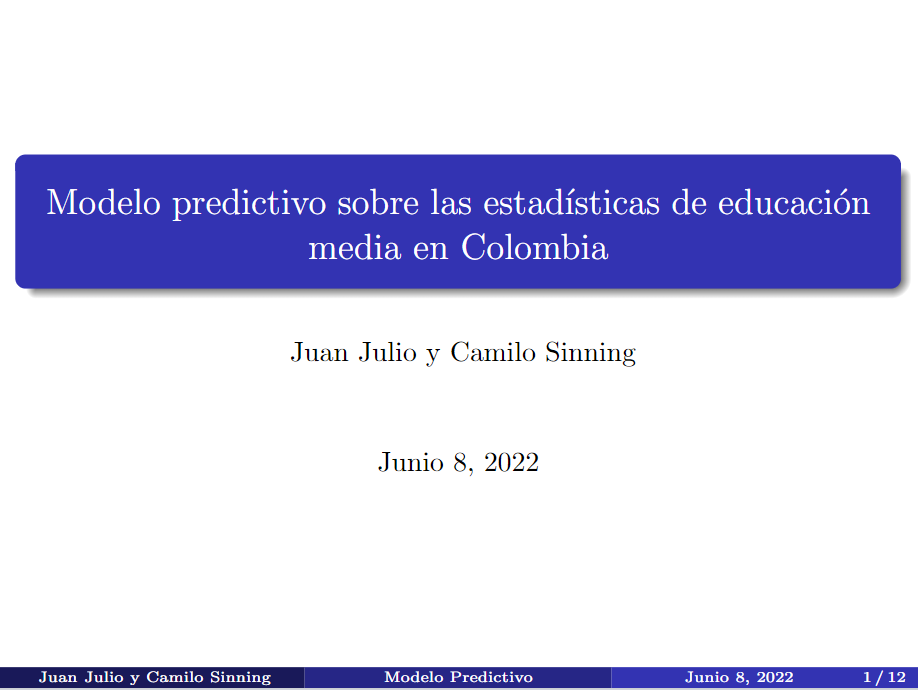 Modelo predictivo sobre las estadísticas de educación
media en Colombia
Juan Julio y Camilo Sinning
Junio 8, 2022
Juan Julio y Camilo Sinning Modelo Predictivo Junio 8, 2022 1 / 12